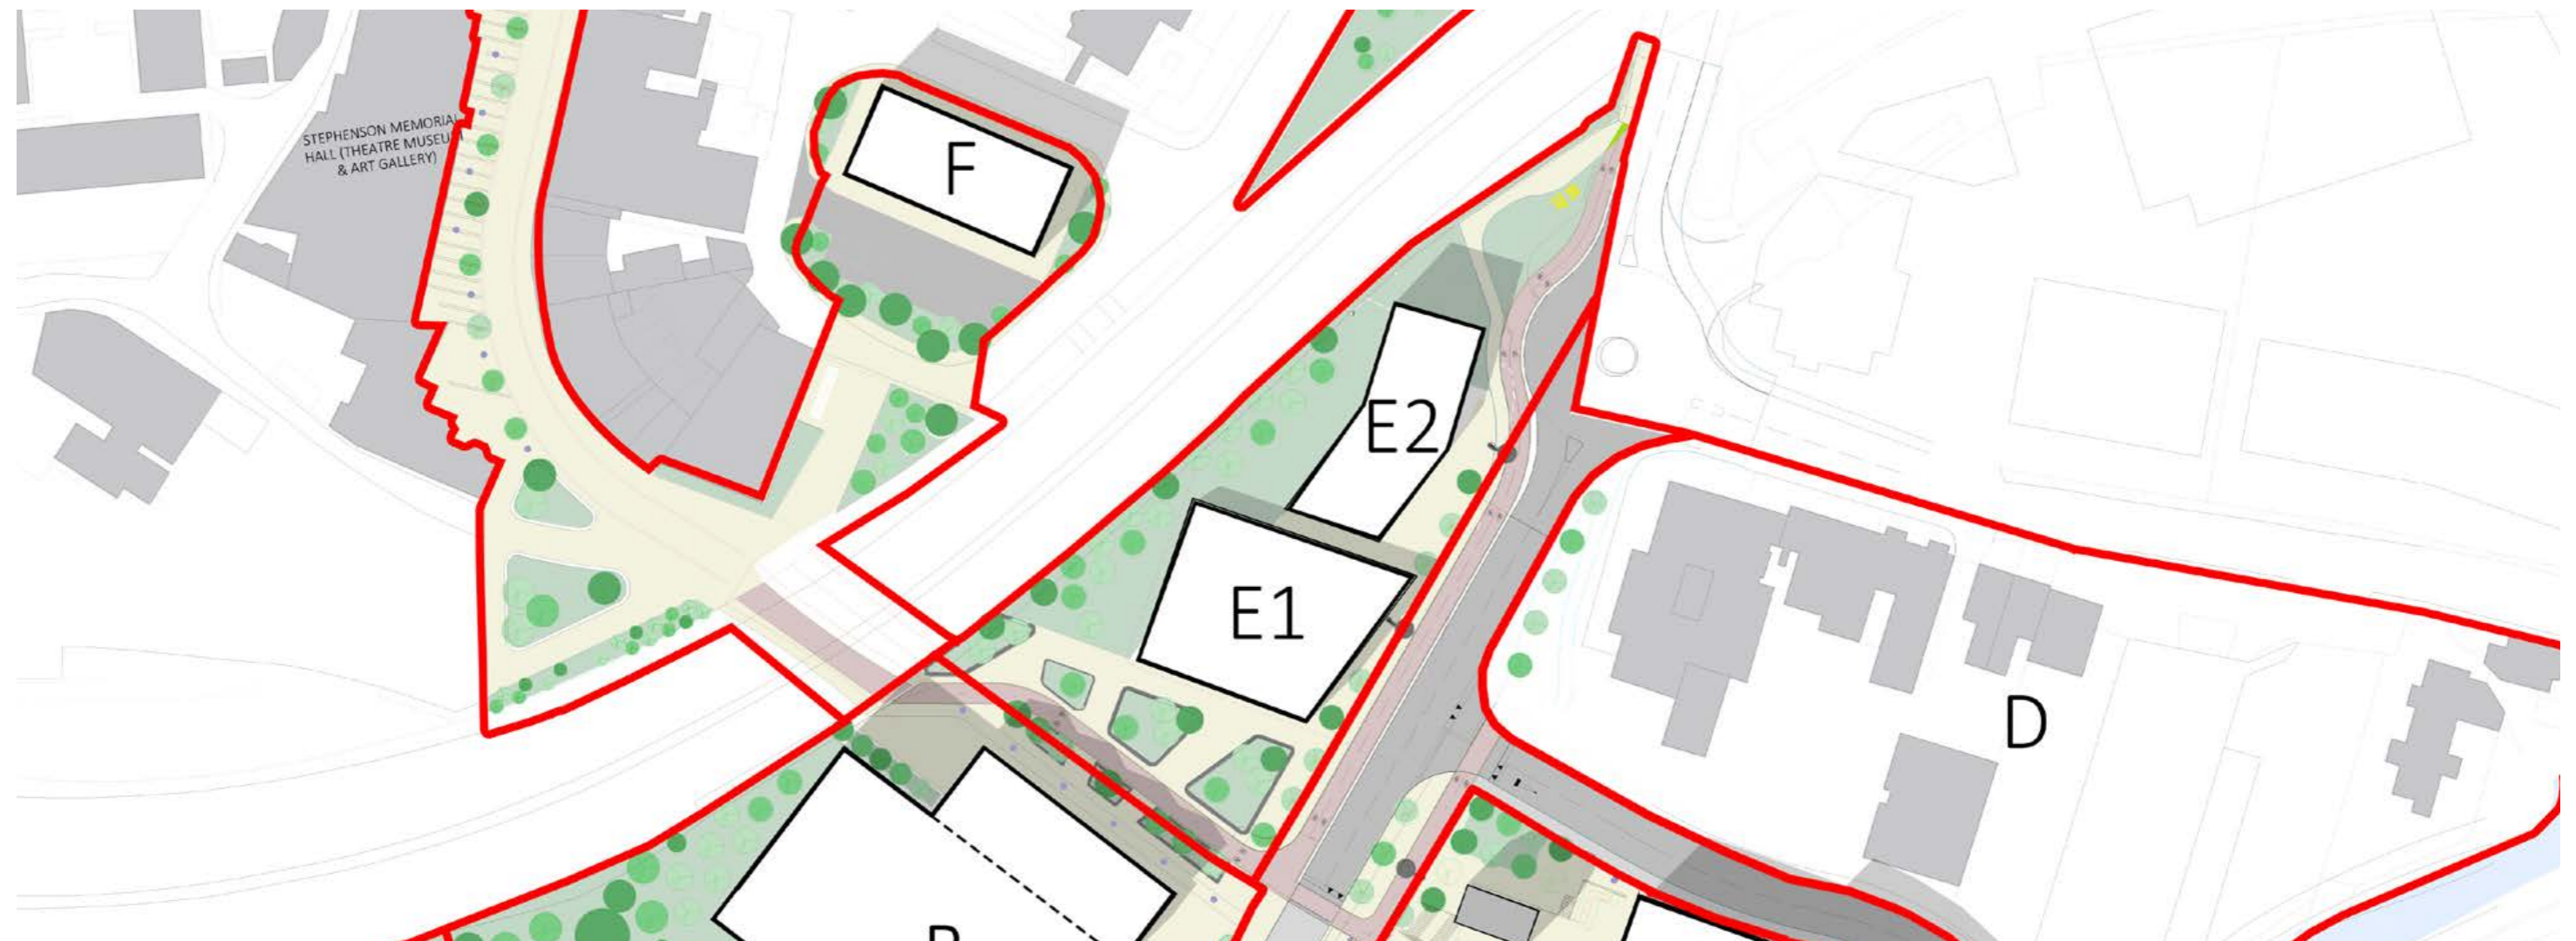 STEPHENSON MEMORIAL
HALL (THEATRE MUSEUM
& ART GALLERY)
F
E2
E1
D